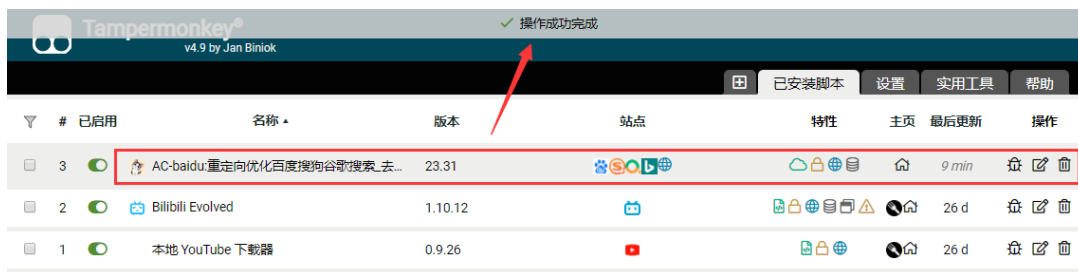 Tampermonkey®
✓ 操作成功完成
v4.9 by Jan Biniok
已安装脚本 设置 实用工具 帮助
# 已启用 名称 版本 站点 特性 主页 最后更新 操作
3 AC-baidu:重定向优化百度搜狗谷歌搜索_去... 23.31 9 min
2 Bilibili Evolved 1.10.12 26 d
1 本地 YouTube 下载器 0.9.26 26 d